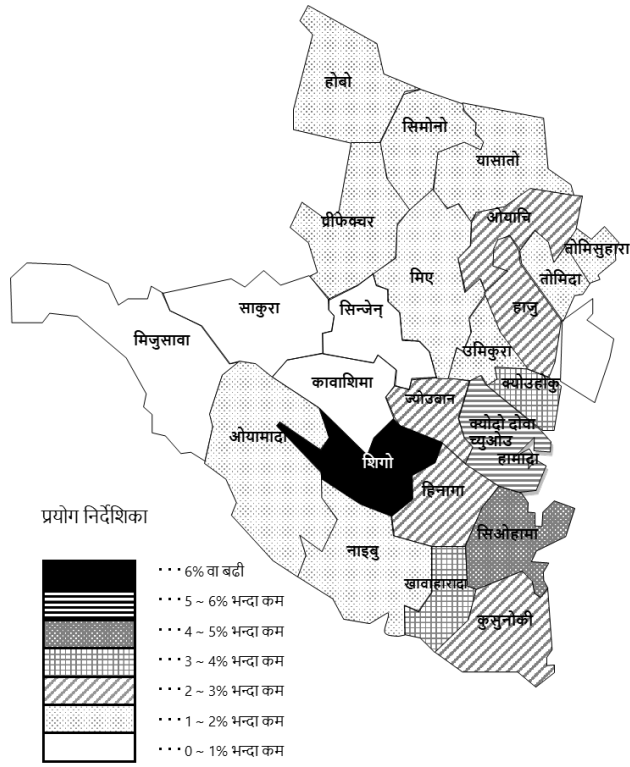 होबो
सिमोनो
यासातो
ओयाचि
प्रीफेक्चर
तोमिसुहारा
मिए
तोमिदा
साकुरा
सिन्जेन्
हाजु
मिजुसावा
उमिकुरा
कावाशिमा
क्योउहोकु
ज्योउबान
ओयामादा
क्योदो दोवा
च्युओउ
हामादा
शिगो
हिनागा
प्रयोग निर्देशिका
सिओहामा
नाइबु
खावाहारादा
कुसुनोकी
･･･6% वा बढी
･･･5 ~ 6% भन्दा कम
･･･4 ~ 5% भन्दा कम
･･･3 ~ 4% भन्दा कम
･･･2 ~ 3% भन्दा कम
･･･1 ~ 2% भन्दा कम
･･･0 ~ 1% भन्दा कम